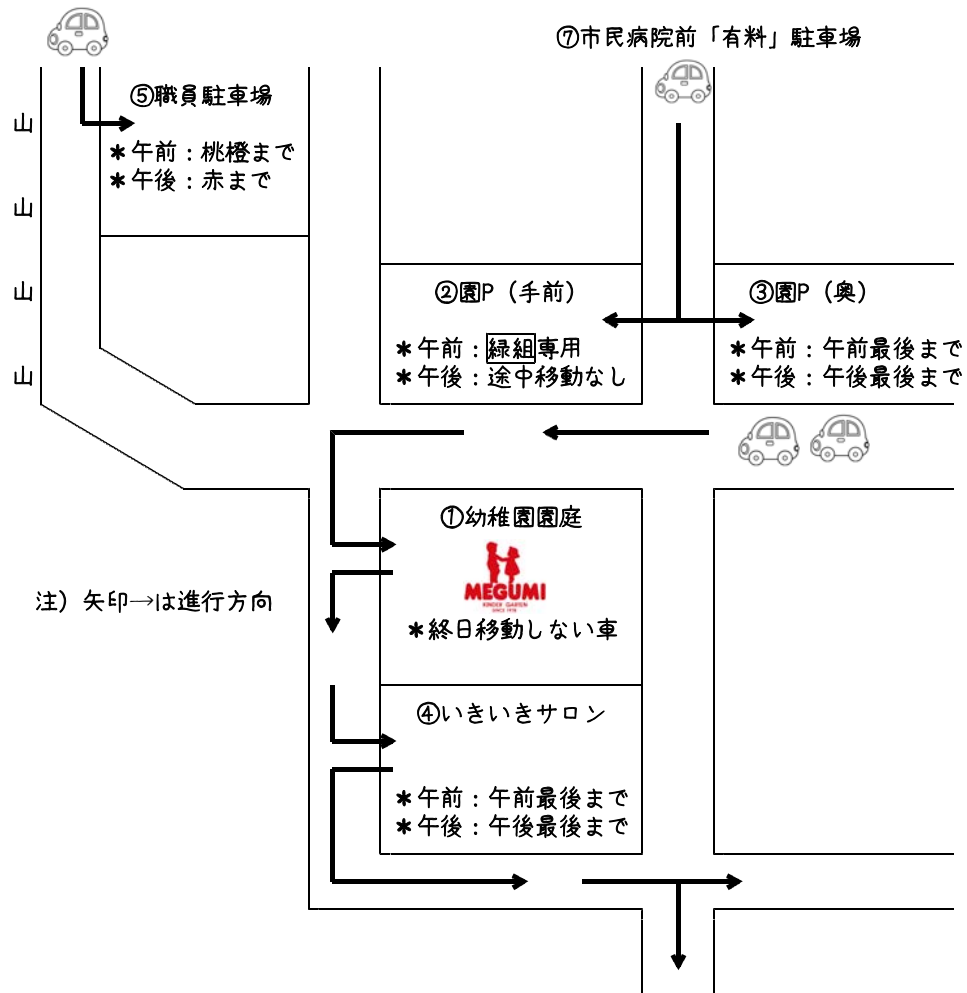 ⑦市民病院前「有料」駐車場
⑤職員駐車場
＊午前：桃橙まで
＊午後：赤まで
山
山
山
山
②園P（手前）
＊午前：緑組専用
＊午後：途中移動なし
③園P（奥）
＊午前：午前最後まで
＊午後：午後最後まで
①幼稚園園庭
MEGUMI
KINDER GARTEN
SINCE 1978
＊終日移動しない車
注）矢印→は進行方向
④いきいきサロン
＊午前：午前最後まで
＊午後：午後最後まで